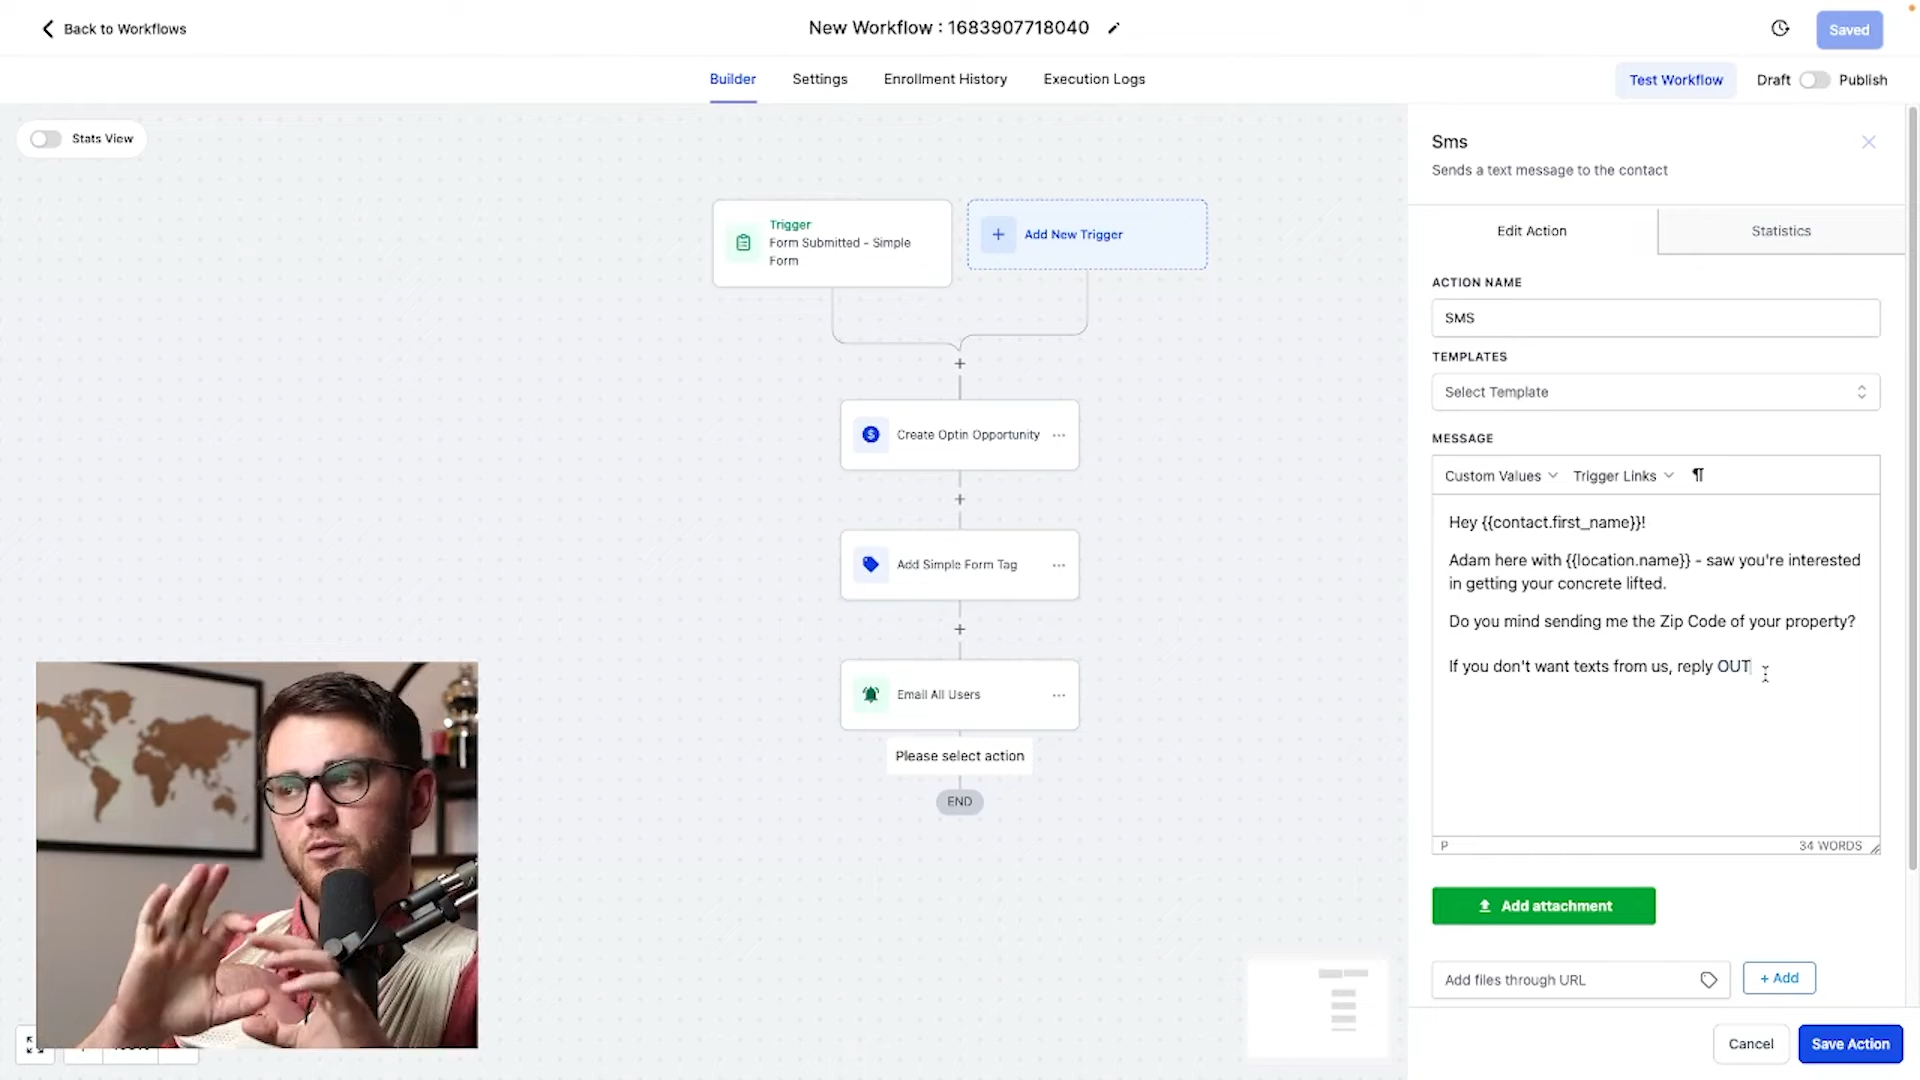 Back to Workflows
New Workflow : 1683907718040
Saved
Builder
Settings
Enrollment History
Execution Logs
Test Workflow
Draft
Publish
Stats View
Trigger
Form Submitted - Simple
Form
Add New Trigger
Create Optin Opportunity
Add Simple Form Tag
Email All Users
Please select action
END
Sms
Sends a text message to the contact
Edit Action
Statistics
ACTION NAME
SMS
TEMPLATES
Select Template
MESSAGE
Custom Values
Trigger Links
Hey {{contact.first_name}}!
Adam here with {{location.name}} - saw you're interested
in getting your concrete lifted.
Do you mind sending me the Zip Code of your property?
If you don't want texts from us, reply OUT
P
34 WORDS
Add attachment
Add files through URL
+ Add
Cancel
Save Action